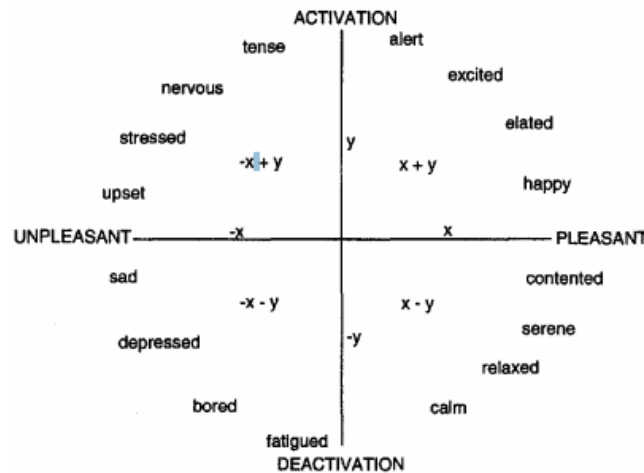 ACTIVATION
tense
alert
nervous
excited
stressed
elated
y
-x + y
x + y
upset
happy
UNPLEASANT
-x
x
PLEASANT
sad
contented
-x - y
x - y
depressed
-y
serene
relaxed
bored
calm
fatigued
DEACTIVATION